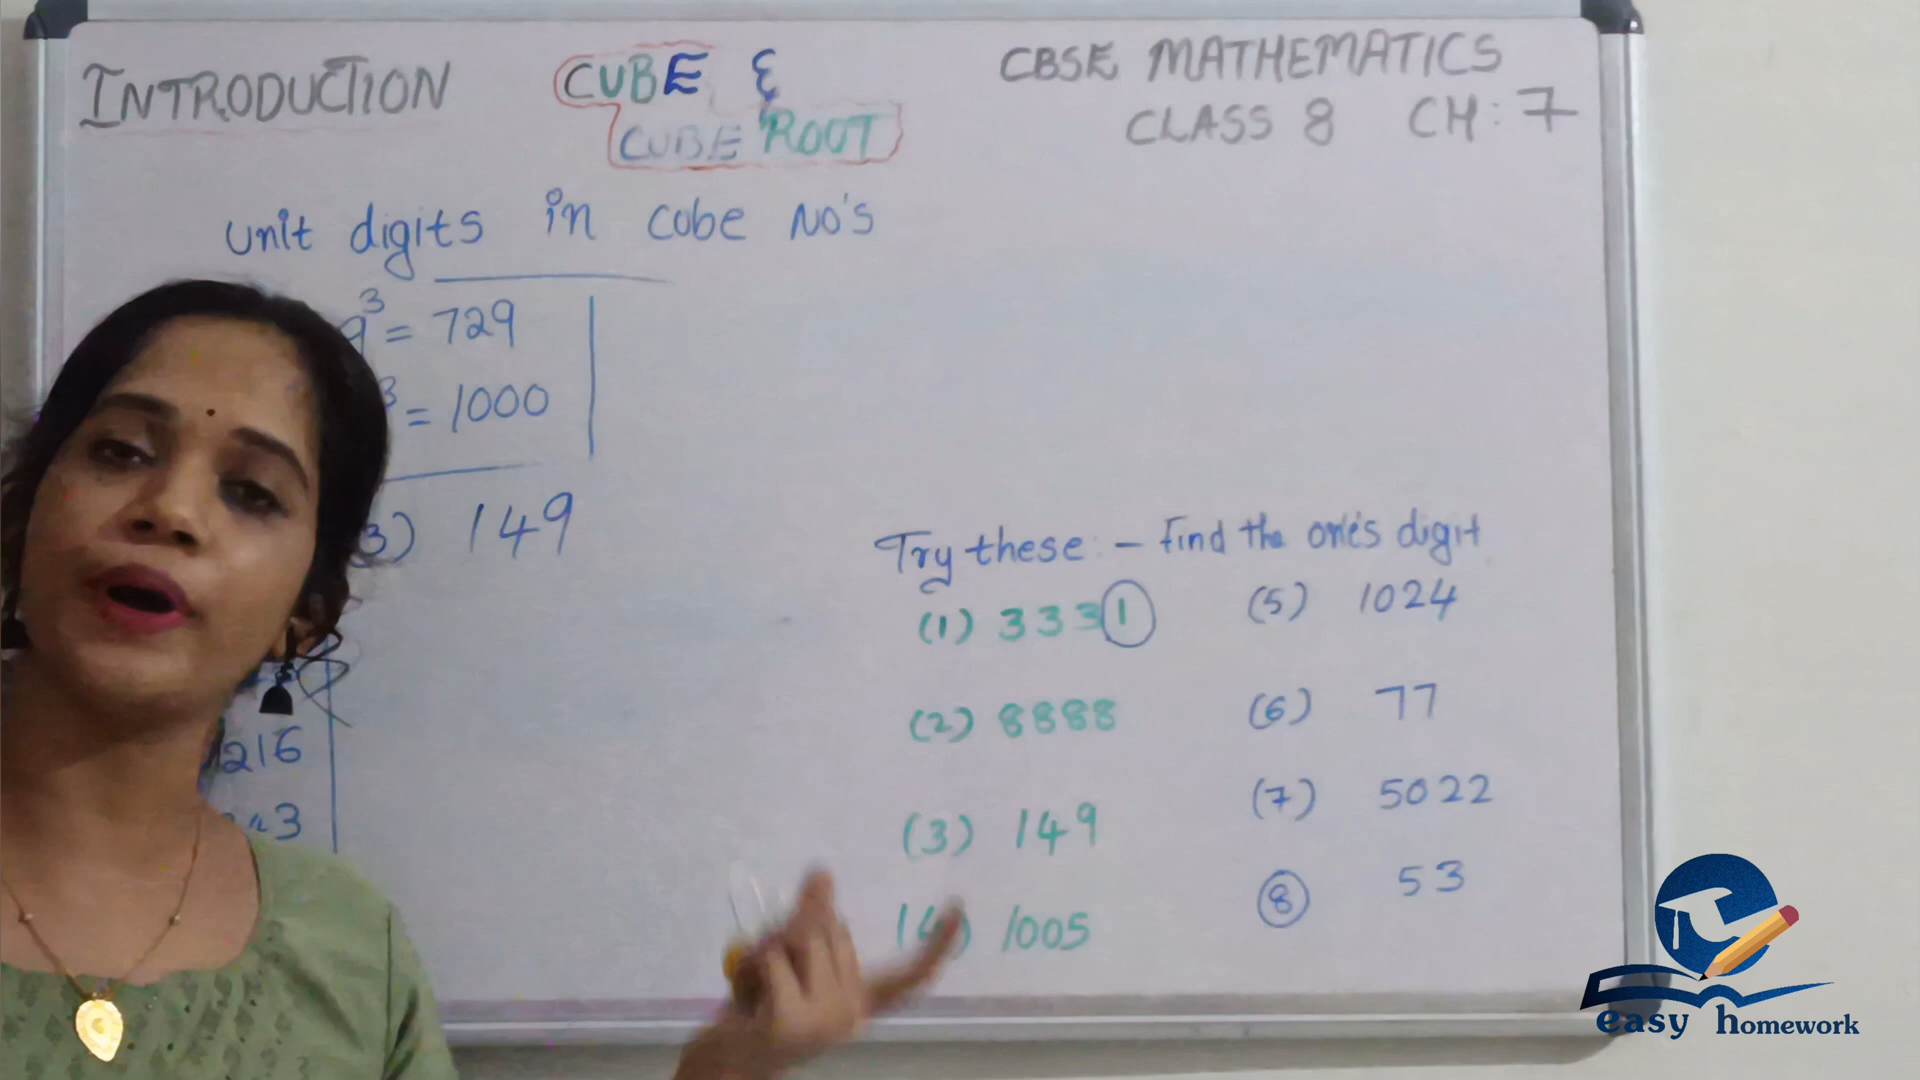 INTRODUCTION
CUBE &
CUBE ROOT
CBSE MATHEMATICS
CLASS 8 CH: 7
unit digits in cube No's
9³ = 729
³ = 1000
3) 149
216
3
Try these :- Find the one's digit
(1) 3331
(2) 8888
(3) 149
(4) 1005
(5) 1024
(6) 77
(7) 5022
8 53
easy homework